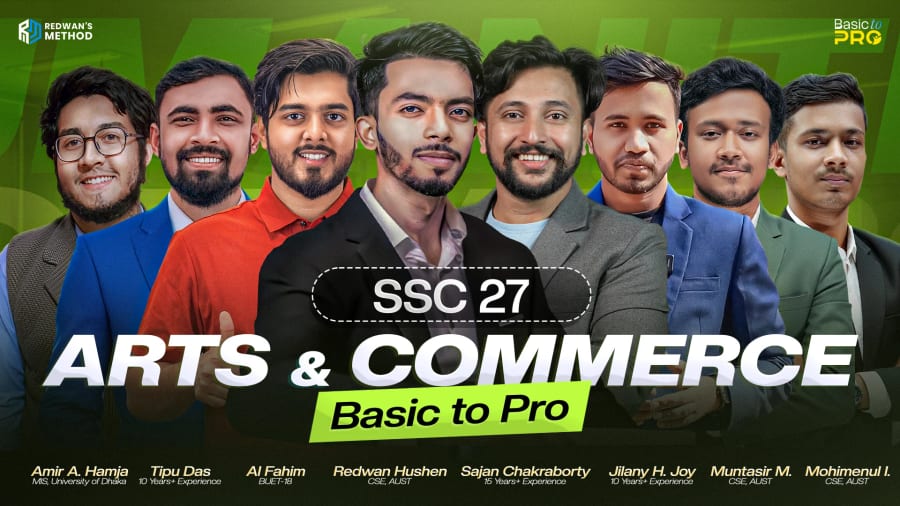 REDWAN'S
METHOD
Basic to
PRO
SSC 27
ARTS & COMMERCE
Basic to Pro
Amir A. Hamja
MIS, University of Dhaka
Tipu Das
10 Years+ Experience
Al Fahim
BUET-18
Redwan Hushen
CSE, AUST
Sajan Chakraborty
15 Years+ Experience
Jilany H. Joy
10 Years+ Experience
Muntasir M.
CSE, AUST
Mohimenul I.
CSE, AUST